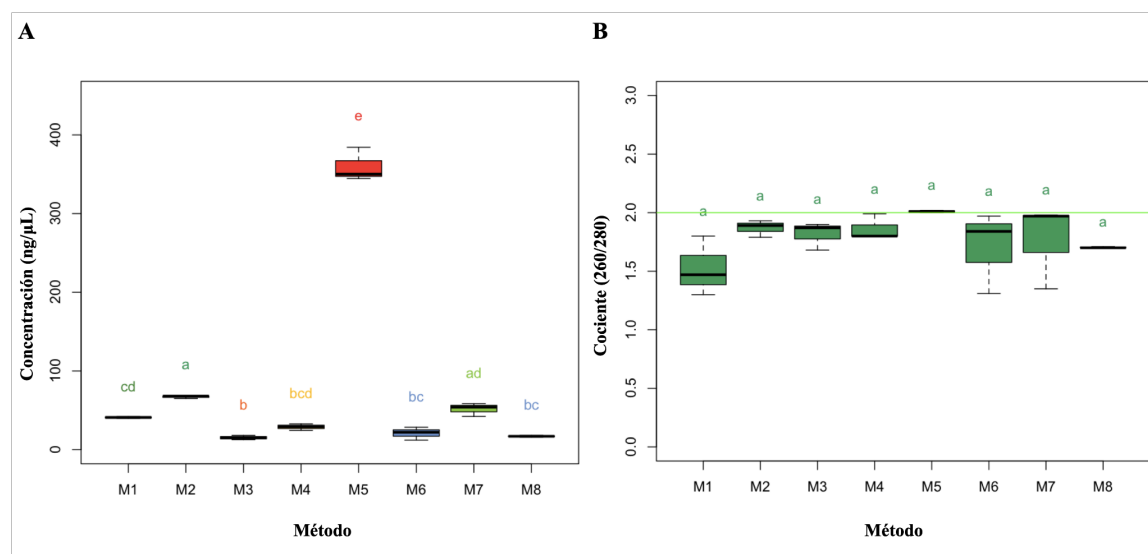 A
Concentración (ng/µL)
400
300
200
100
0
cd
a
b
bcd
e
bc
ad
bc
M1 M2 M3 M4 M5 M6 M7 M8
Método
B
Cociente (260/280)
3.0
2.5
2.0
1.5
1.0
0.5
0.0
a
a
a
a
a
a
a
a
M1 M2 M3 M4 M5 M6 M7 M8
Método